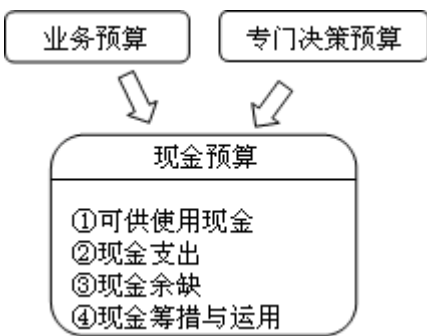 业务预算
专门决策预算
现金预算
①可供使用现金
②现金支出
③现金余缺
④现金筹措与运用